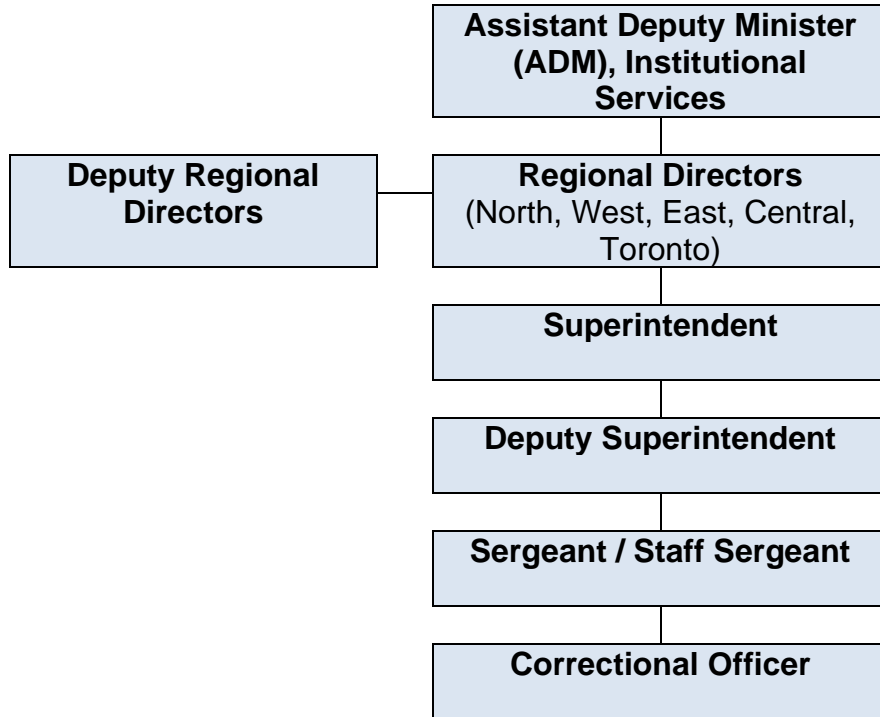 Assistant Deputy Minister
(ADM), Institutional
Services
Deputy Regional
Directors
Regional Directors
(North, West, East, Central,
Toronto)
Superintendent
Deputy Superintendent
Sergeant / Staff Sergeant
Correctional Officer